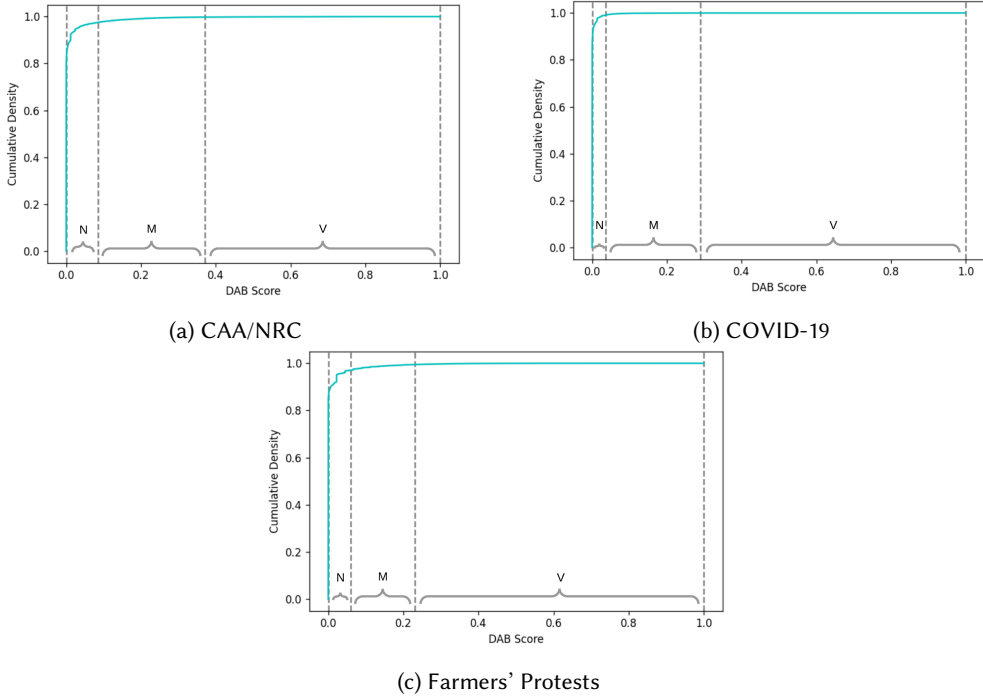 1.0
0.8
0.6
0.4
0.2
0.0
Cumulative Density
N M V
0.0 0.2 0.4 0.6 0.8 1.0
DAB Score
(a) CAA/NRC
1.0
0.8
0.6
0.4
0.2
0.0
Cumulative Density
N M V
0.0 0.2 0.4 0.6 0.8 1.0
DAB Score
(b) COVID-19
1.0
0.8
0.6
0.4
0.2
0.0
Cumulative Density
N M V
0.0 0.2 0.4 0.6 0.8 1.0
DAB Score
(c) Farmers’ Protests